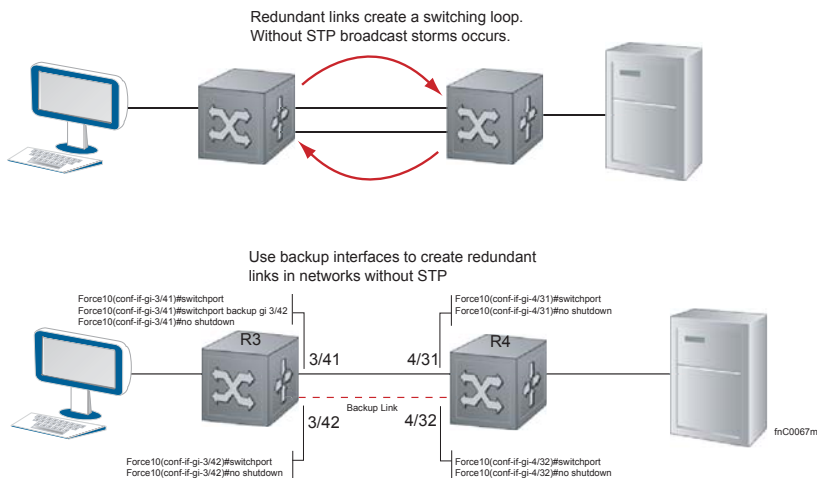 Redundant links create a switching loop.
Without STP broadcast storms occurs.
Use backup interfaces to create redundant
links in networks without STP
Force10(conf-if-gi-3/41)#switchport
Force10(conf-if-gi-3/41)#switchport backup gi 3/42
Force10(conf-if-gi-3/41)#no shutdown
Force10(conf-if-gi-4/31)#switchport
Force10(conf-if-gi-4/31)#no shutdown
R3
R4
3/41
4/31
Backup Link
3/42
4/32
fnC0067m
Force10(conf-if-gi-3/42)#switchport
Force10(conf-if-gi-3/42)#no shutdown
Force10(conf-if-gi-4/32)#switchport
Force10(conf-if-gi-4/32)#no shutdown